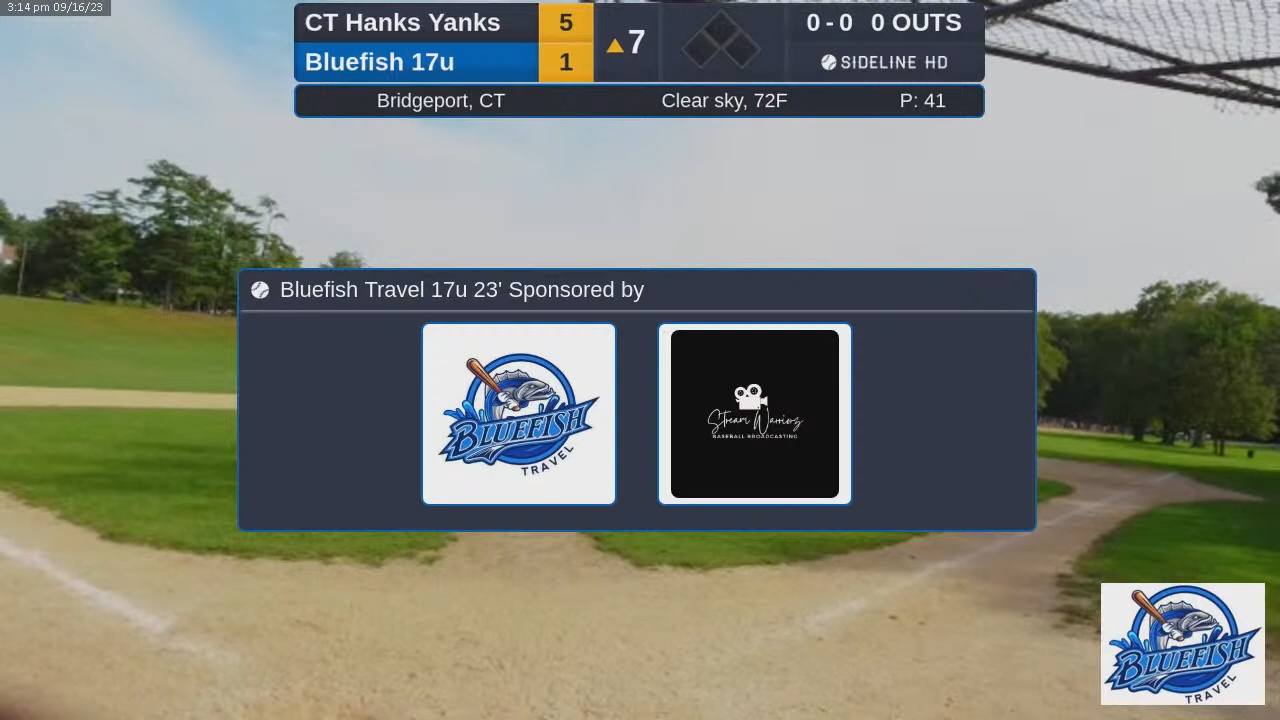 3:14 pm 09/16/23
CT Hanks Yanks 5
Bluefish 17u 1
7
0 - 0 0 OUTS
SIDELINE HD
Bridgeport, CT Clear sky, 72F P: 41
Bluefish Travel 17u 23' Sponsored by
BLUEFISH
TRAVEL
Stream Warriorz
BASEBALL BROADCASTING
BLUEFISH
TRAVEL